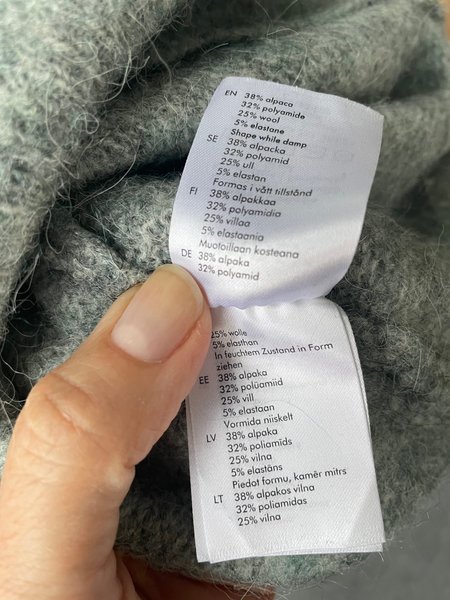 EN 38% alpaca
32% polyamide
25% wool
5% elastane
Shape while damp
SE 38% alpacka
32% polyamid
25% ull
5% elastan
Formas i vått tillstånd
FI 38% alpakkaa
32% polyamidia
25% villaa
5% elastaania
Muotoillaan kosteana
DE 38% alpaka
32% polyamid
25% wolle
5% elasthan
In feuchtem Zustand in Form
ziehen
EE 38% alpaka
32% polüamiid
25% vill
5% elastaan
Vormida niiskelt
LV 38% alpaka
32% poliamids
25% vilna
5% elastāns
Piedot formu, kamēr mitrs
LT 38% alpakos vilna
32% poliamidas
25% vilna